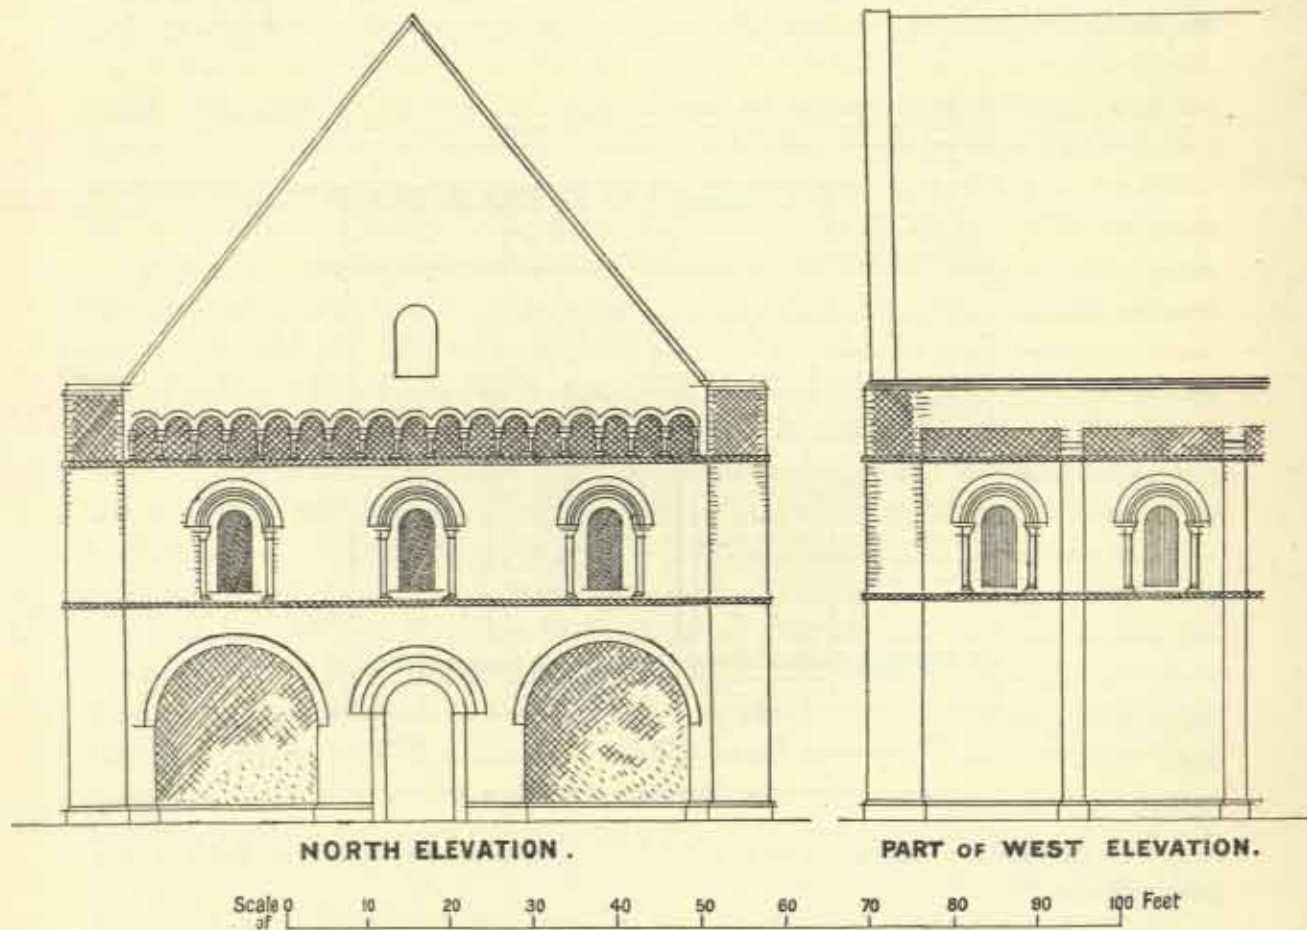 NORTH ELEVATION.
PART OF WEST ELEVATION.
Scale of 0 10 20 30 40 50 60 70 80 90 100 Feet